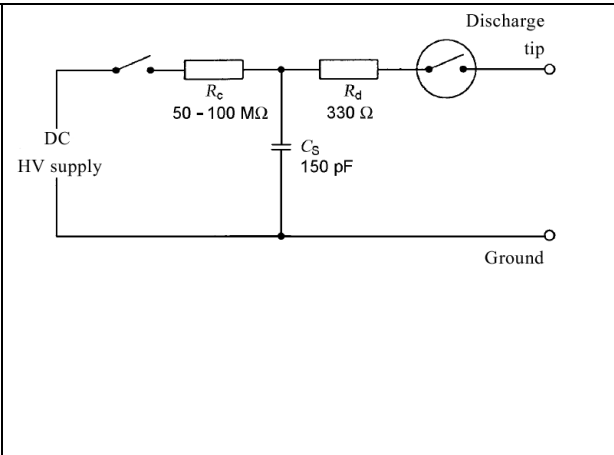 Discharge
tip
Rc
50 - 100 MΩ
Rd
330 Ω
DC
HV supply
CS
150 pF
Ground